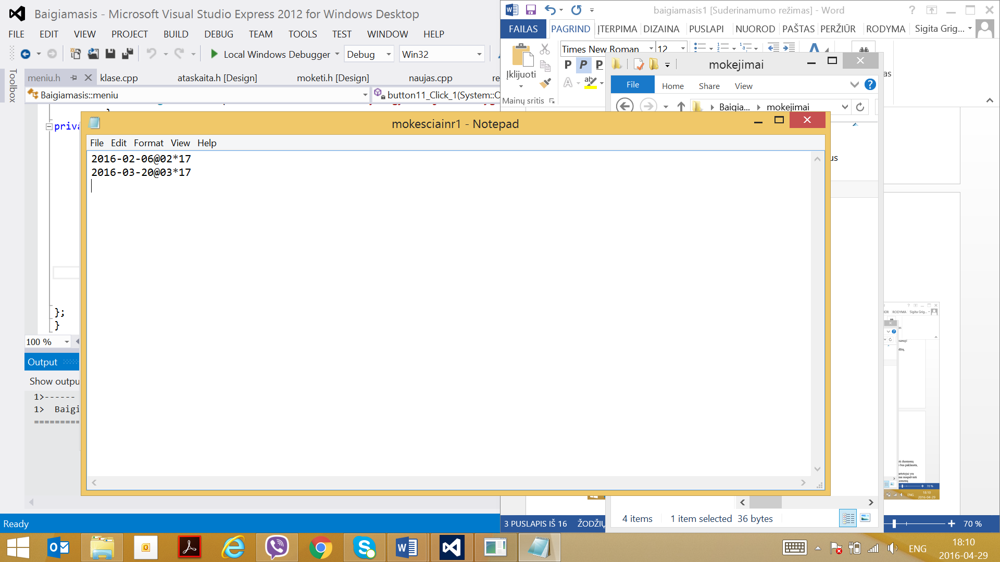 Baigiamasis - Microsoft Visual Studio Express 2012 for Windows Desktop
FILE EDIT VIEW PROJECT BUILD DEBUG TEAM TOOLS TEST WINDOW HELP
Local Windows Debugger Debug Win32
Toolbox
meniu.h klase.cpp ataskaita.h [Design] moketi.h [Design] naujas.cpp re
Baigiamasis::meniu button11_Click_1(System::O
priva
};
}
100 %
Output
Show outpu
1>------
1> Baigi
==========
Ready
baigiamasis1 [Suderinamumo režimas] - Word
FAILAS PAGRIND ĮTERPIMA DIZAINA PUSLAPI NUOROD PAŠTAS PERŽIŪR RODYMA Sigita Grig...
Įklijuoti
Mainų sritis
Times New Roman 12
P P P
A ab
as
us
mokejimai
File Home Share View
Baigia... mokejimai
4 items 1 item selected 36 bytes
3 PUSLAPIS IŠ 16 ŽODŽIŲ
70 %
mokesciainr1 - Notepad
File Edit Format View Help
2016-02-06@02*17
2016-03-20@03*17
RODYMA Sigita Grig...
ENG
18:10
2016-04-29